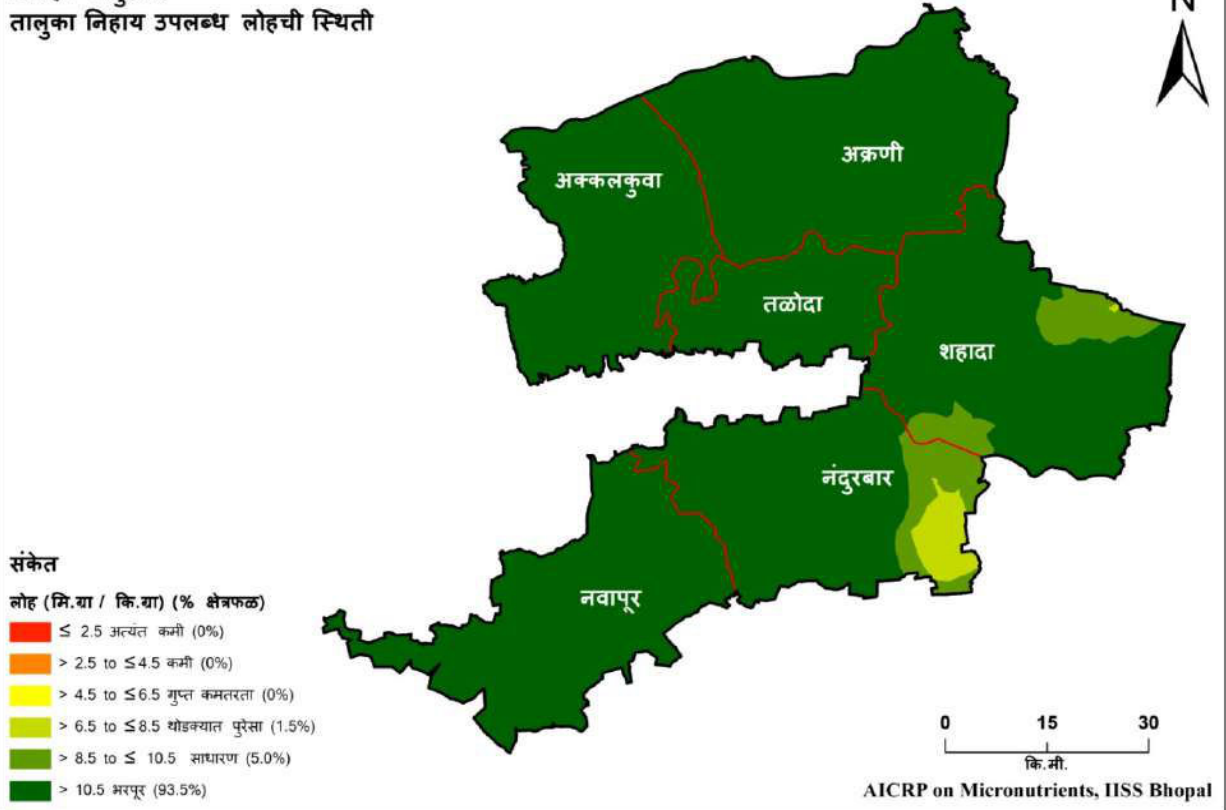 तालुका निहाय उपलब्ध लोहची स्थिती
N
अक्रणी
अक्कलकुवा
तळोदा
शहादा
नंदुरबार
नवापूर
संकेत
लोह (मि.ग्रा / कि.ग्रा) (% क्षेत्रफळ)
≤ 2.5 अत्यंत कमी (0%)
> 2.5 to ≤4.5 कमी (0%)
> 4.5 to ≤6.5 गुप्त कमतरता (0%)
> 6.5 to ≤8.5 थोडक्यात पुरेसा (1.5%)
> 8.5 to ≤ 10.5 साधारण (5.0%)
> 10.5 भरपूर (93.5%)
0 15 30
कि.मी.
AICRP on Micronutrients, IISS Bhopal